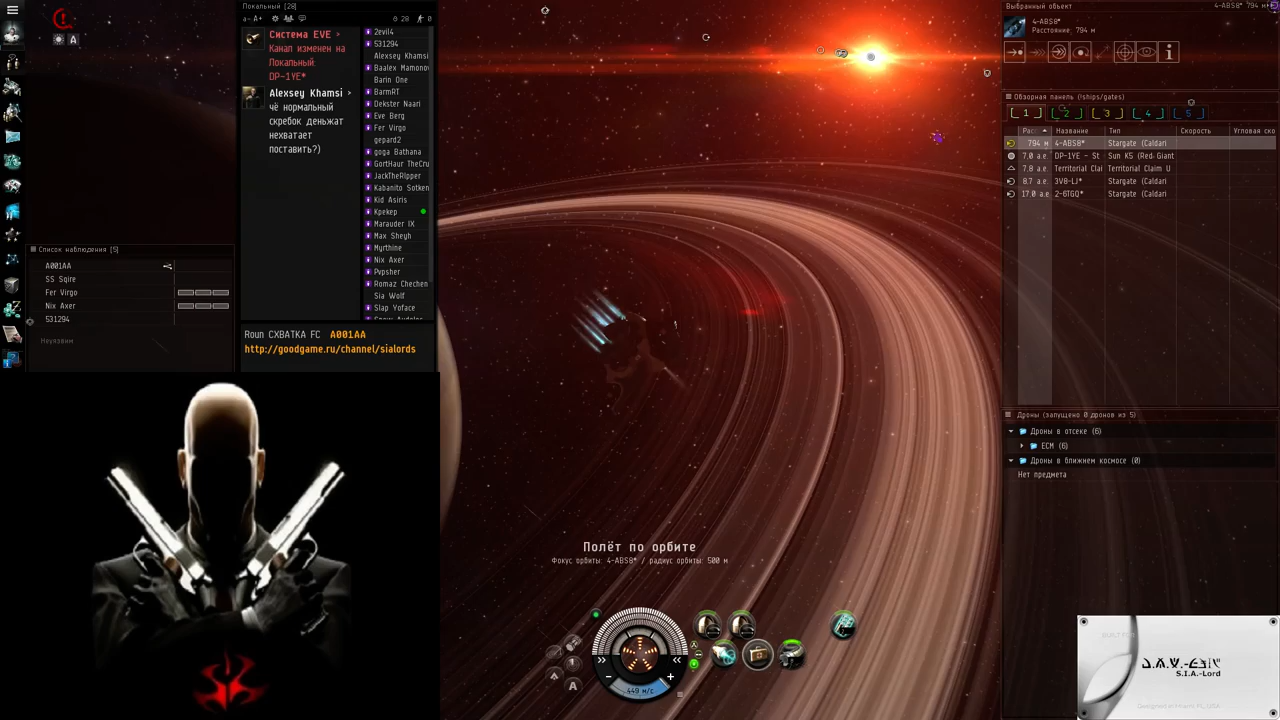 Локальный [28]
a- A+
28
0
Система EVE >
Канал изменен на
Локальный:
DP-1YE*
Alexsey Khamsi >
чё нормальный
скребок деньжат
нехватает
поставить?)
2evil4
531294
Alexsey Khamsi
Baalex Mamonov
Barin One
BarmRT
Dekster Naari
Eve Berg
Fer Virgo
gepard2
goga Bathana
GortHaur TheCru
JackTheRIpper
Kabanito Sotken
Kid Asiris
Kpekep
Marauder IX
Max Sheyh
Myrthine
Nix Axer
Pvpsher
Romaz Chechen
Sia Wolf
Slap Yoface
A
Список наблюдения [5]
A001AA
SS Sqire
Fer Virgo
Nix Axer
531294
Неуязвим
Roun СХВАТКА FC A001AA
http://goodgame.ru/channel/sialords
Полёт по орбите
Фокус орбиты: 4-ABS8* / радиус орбиты: 500 м
449 м/с
A
Выбранный объект
4-ABS8* 794 м
4-ABS8*
Расстояние: 794 м
Обзорная панель (!ships/gates)
[ 1 ] [ 2 ] [ 3 ] [ 4 ] [ 5 ]
Рас Название Тип Скорость Угловая ско
794 м 4-ABS8* Stargate (Caldari
7,0 а.е. DP-1YE - St Sun K5 (Red Giant
7,8 а.е. Territorial Clai Territorial Claim U
8,7 а.е. 3V8-LJ* Stargate (Caldari
17,0 а.е 2-6TGQ* Stargate (Caldari
Дроны (запущено 0 дронов из 5)
Дроны в отсеке (6)
ECM (6)
Дроны в ближнем космосе (0)
Нет предмета
S.I.A.-Lord